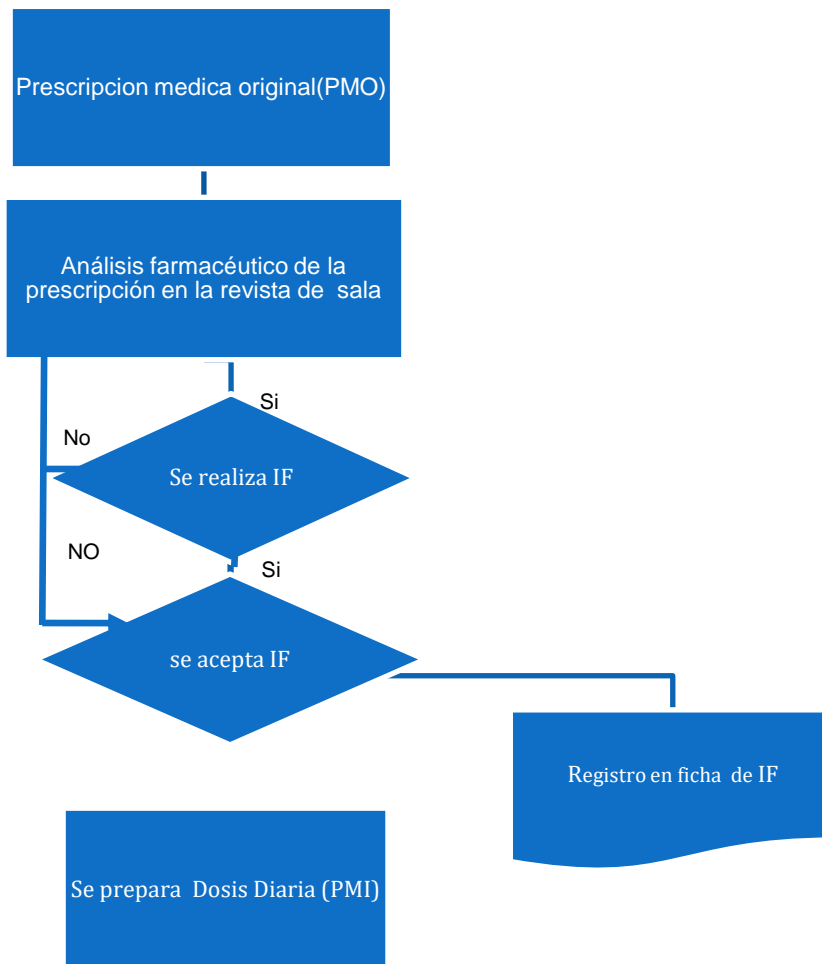 Prescripcion medica original(PMO)
Análisis farmacéutico de la
prescripción en la revista de sala
Si
No
Se realiza IF
NO
Si
se acepta IF
Registro en ficha de IF
Se prepara Dosis Diaria (PMI)